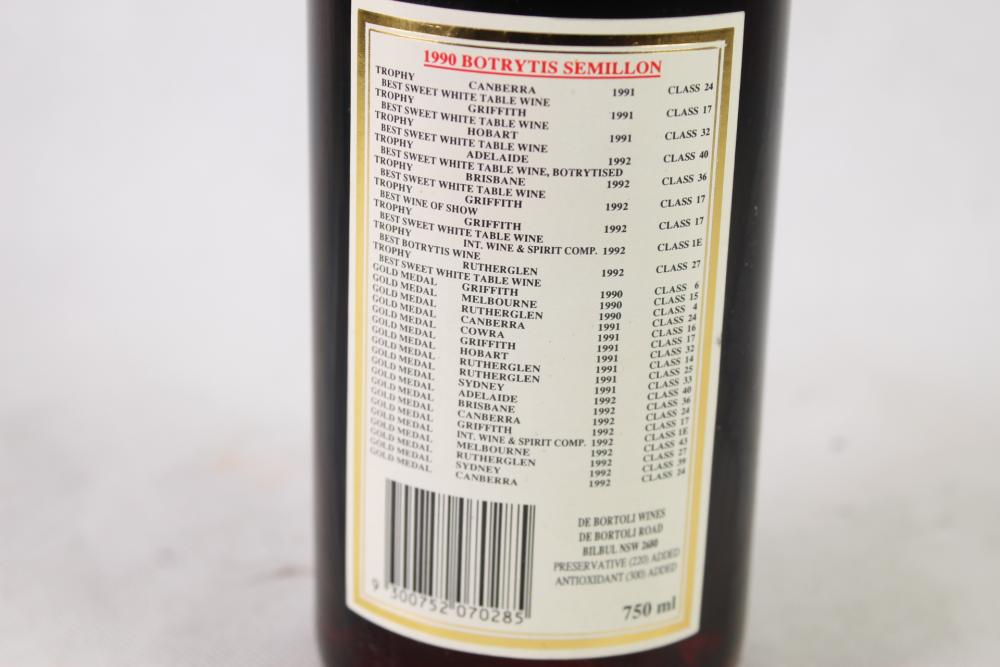 1990 BOTRYTIS SEMILLON
TROPHY CANBERRA 1991 CLASS 24
BEST SWEET WHITE TABLE WINE
TROPHY GRIFFITH 1991 CLASS 17
BEST SWEET WHITE TABLE WINE
TROPHY HOBART 1991 CLASS 32
BEST SWEET WHITE TABLE WINE
TROPHY ADELAIDE 1992 CLASS 40
BEST SWEET WHITE TABLE WINE, BOTRYTISED
TROPHY BRISBANE 1992 CLASS 36
BEST SWEET WHITE TABLE WINE
TROPHY GRIFFITH 1992 CLASS 17
BEST WINE OF SHOW
TROPHY GRIFFITH 1992 CLASS 17
BEST SWEET WHITE TABLE WINE
TROPHY INT. WINE & SPIRIT COMP. 1992 CLASS 1E
BEST BOTRYTIS WINE
TROPHY RUTHERGLEN 1992 CLASS 27
BEST SWEET WHITE TABLE WINE
GOLD MEDAL GRIFFITH 1990 CLASS 6
GOLD MEDAL MELBOURNE 1990 CLASS 15
GOLD MEDAL RUTHERGLEN 1990 CLASS 4
GOLD MEDAL CANBERRA 1991 CLASS 24
GOLD MEDAL COWRA 1991 CLASS 16
GOLD MEDAL GRIFFITH 1991 CLASS 17
GOLD MEDAL HOBART 1991 CLASS 32
GOLD MEDAL RUTHERGLEN 1991 CLASS 14
GOLD MEDAL RUTHERGLEN 1991 CLASS 25
GOLD MEDAL SYDNEY 1991 CLASS 33
GOLD MEDAL ADELAIDE 1992 CLASS 40
GOLD MEDAL BRISBANE 1992 CLASS 36
GOLD MEDAL CANBERRA 1992 CLASS 24
GOLD MEDAL GRIFFITH 1992 CLASS 17
GOLD MEDAL INT. WINE & SPIRIT COMP. 1992 CLASS 1E
GOLD MEDAL MELBOURNE 1992 CLASS 43
GOLD MEDAL RUTHERGLEN 1992 CLASS 27
GOLD MEDAL SYDNEY 1992 CLASS 39
GOLD MEDAL CANBERRA 1992 CLASS 24
DE BORTOLI WINES
DE BORTOLI ROAD
BILBUL NSW 2680
PRESERVATIVE (220) ADDED
ANTIOXIDANT (300) ADDED
9 300752 070285
750 ml